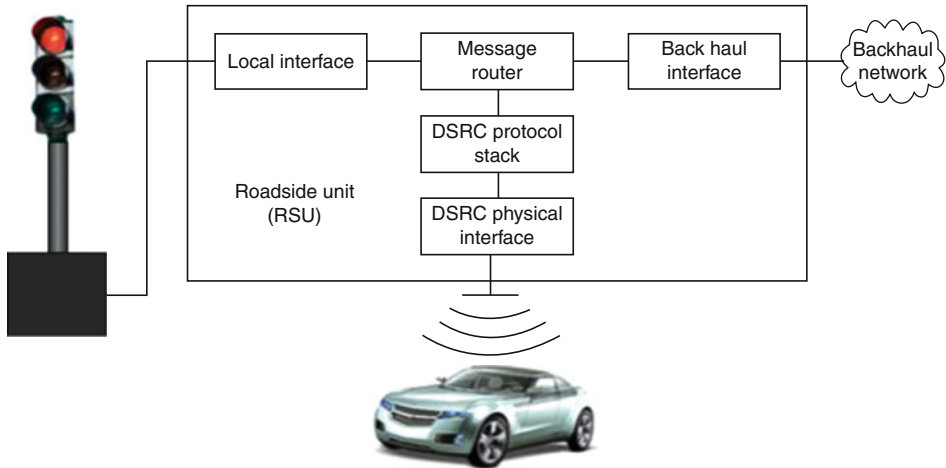 Local interface
Message
router
Back haul
interface
Backhaul
network
DSRC protocol
stack
Roadside unit
(RSU)
DSRC physical
interface